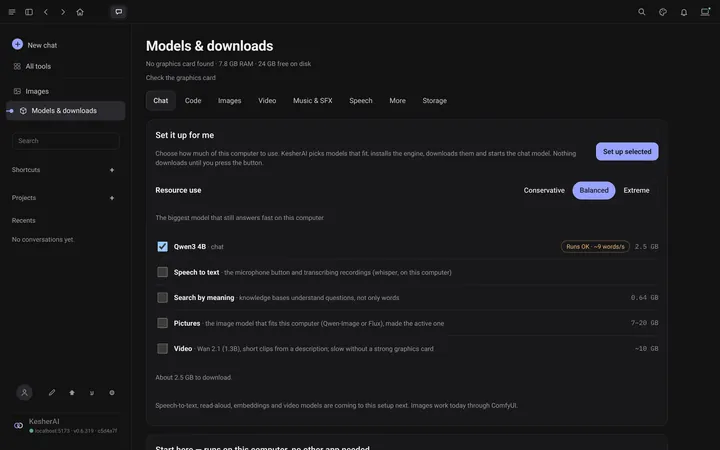 New chat
All tools
Images
Models & downloads
Search
Shortcuts
Projects
Recents
No conversations yet.
KesherAI
localhost:5173 · v0.6.319 · c5d4a7f
Models & downloads
No graphics card found · 7.8 GB RAM · 24 GB free on disk
Check the graphics card
Chat Code Images Video Music & SFX Speech More Storage
Set it up for me
Choose how much of this computer to use. KesherAI picks models that fit, installs the engine, downloads them and starts the chat model. Nothing
downloads until you press the button.
Set up selected
Resource use
Conservative Balanced Extreme
The biggest model that still answers fast on this computer
Qwen3 4B · chat Runs OK · ~9 words/s 2.5 GB
Speech to text · the microphone button and transcribing recordings (whisper, on this computer)
Search by meaning · knowledge bases understand questions, not only words 0.64 GB
Pictures · the image model that fits this computer (Qwen-Image or Flux), made the active one 7–20 GB
Video · Wan 2.1 (1.3B), short clips from a description; slow without a strong graphics card ~10 GB
About 2.5 GB to download.
Speech-to-text, read-aloud, embeddings and video models are coming to this setup next. Images work today through ComfyUI.
Start here — runs on this computer, no other app needed